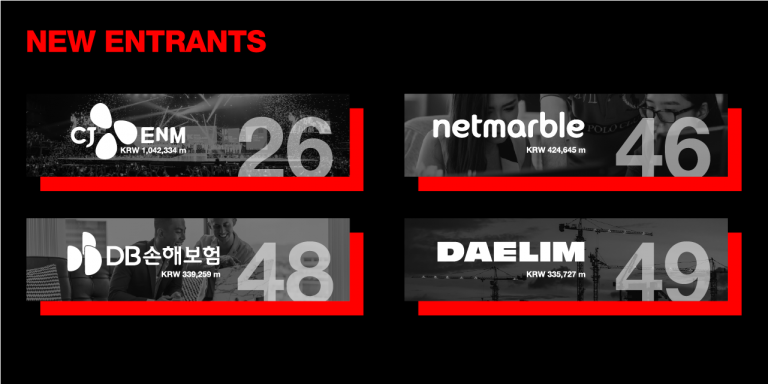 NEW ENTRANTS
CJ ENM
KRW 1,042,334 m
26
netmarble
KRW 424,645 m
46
DB손해보험
KRW 339,259 m
48
DAELIM
KRW 335,727 m
49